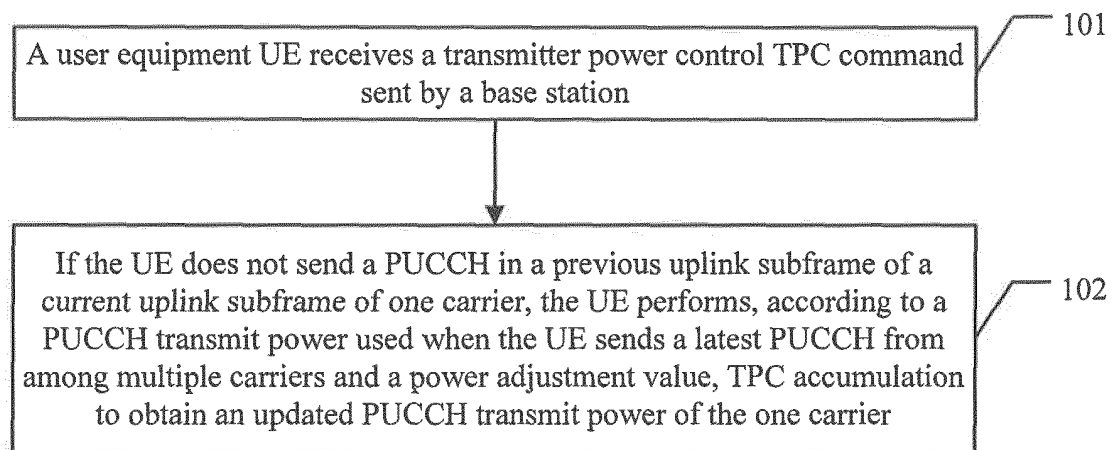 A user equipment UE receives a transmitter power control TPC command
sent by a base station
101
If the UE does not send a PUCCH in a previous uplink subframe of a
current uplink subframe of one carrier, the UE performs, according to a
PUCCH transmit power used when the UE sends a latest PUCCH from
among multiple carriers and a power adjustment value, TPC accumulation
to obtain an updated PUCCH transmit power of the one carrier
102